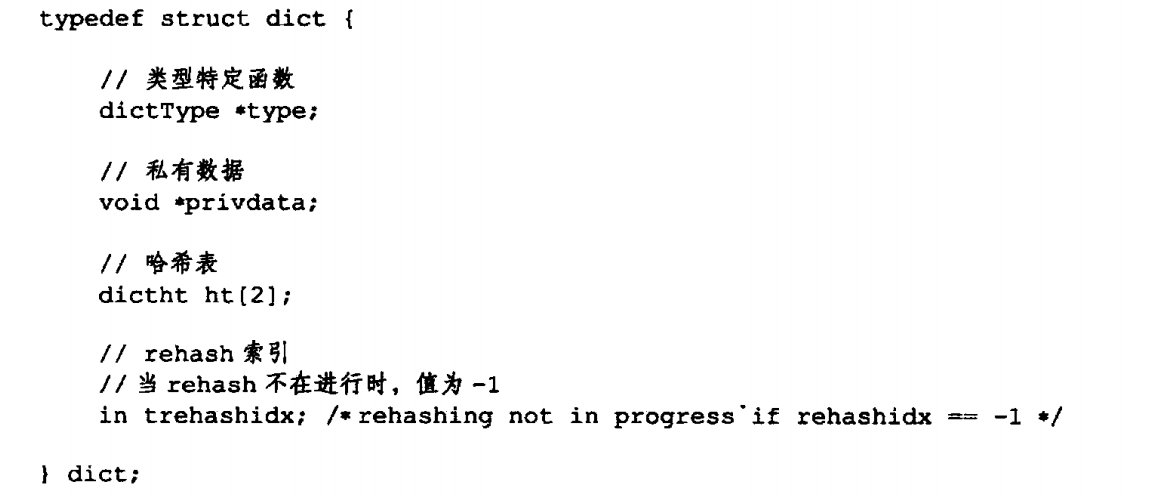 typedef struct dict {
// 类型特定函数
dictType *type;
// 私有数据
void *privdata;
// 哈希表
dictht ht[2];
// rehash 索引
// 当 rehash 不在进行时，值为 -1
in trehashidx; /* rehashing not in progress if rehashidx == -1 */
} dict;